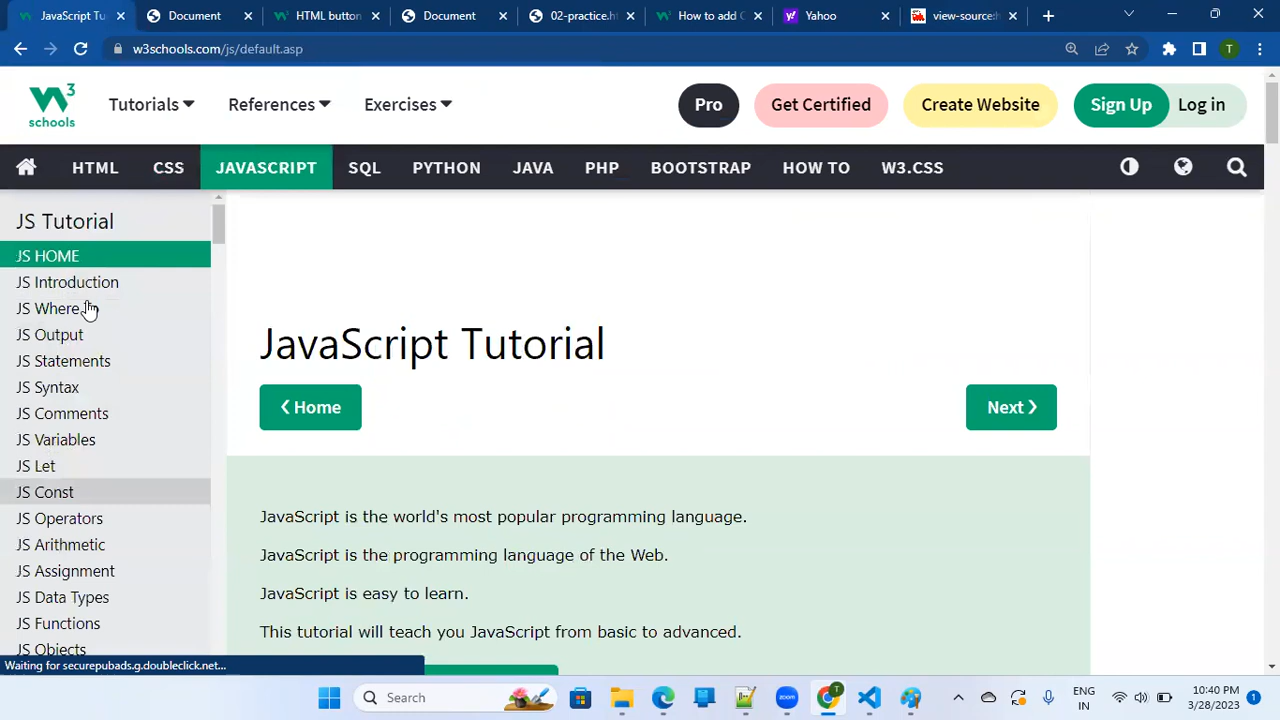 JavaScript Tu
Document
HTML button
Document
02-practice.ht
How to add C
Yahoo
view-source:h
w3schools.com/js/default.asp
W3 schools
Tutorials
References
Exercises
Pro
Get Certified
Create Website
Sign Up
Log in
HTML
CSS
JAVASCRIPT
SQL
PYTHON
JAVA
PHP
BOOTSTRAP
HOW TO
W3.CSS
JS Tutorial
JS HOME
JS Introduction
JS Where
JS Output
JS Statements
JS Syntax
JS Comments
JS Variables
JS Let
JS Const
JS Operators
JS Arithmetic
JS Assignment
JS Data Types
JS Functions
JS Objects
JavaScript Tutorial
❮ Home
Next ❯
JavaScript is the world's most popular programming language.
JavaScript is the programming language of the Web.
JavaScript is easy to learn.
This tutorial will teach you JavaScript from basic to advanced.
Waiting for securepubads.g.doubleclick.net...
Search
zoom
T
ENG
IN
10:40 PM
3/28/2023
1